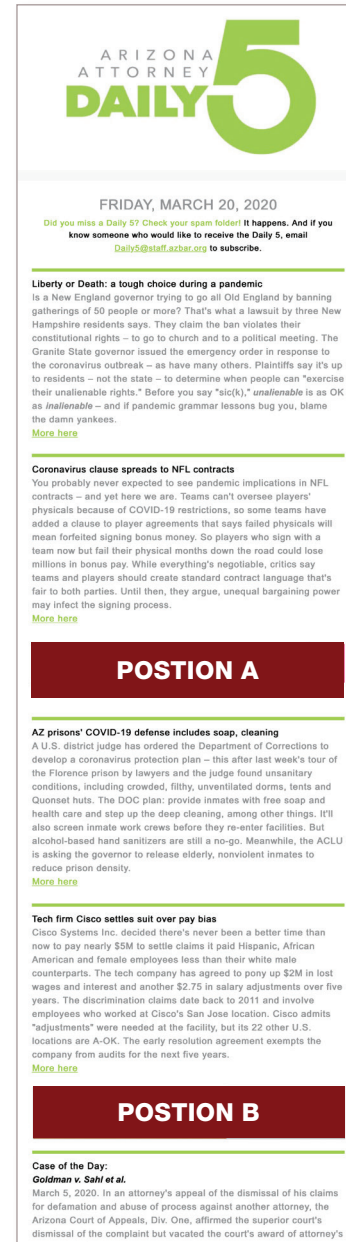 ARIZONA
ATTORNEY
DAILY 5
FRIDAY, MARCH 20, 2020
Did you miss a Daily 5? Check your spam folder! It happens. And if you
know someone who would like to receive the Daily 5, email
Daily5@staff.azbar.org to subscribe.
Liberty or Death: a tough choice during a pandemic
Is a New England governor trying to go all Old England by banning
gatherings of 50 people or more? That's what a lawsuit by three New
Hampshire residents says. They claim the ban violates their
constitutional rights – to go to church and to a political meeting. The
Granite State governor issued the emergency order in response to
the coronavirus outbreak – as have many others. Plaintiffs say it's up
to residents – not the state – to determine when people can "exercise
their unalienable rights." Before you say "sic(k)," unalienable is as OK
as inalienable – and if pandemic grammar lessons bug you, blame
the damn yankees.
More here
Coronavirus clause spreads to NFL contracts
You probably never expected to see pandemic implications in NFL
contracts – and yet here we are. Teams can't oversee players'
physicals because of COVID-19 restrictions, so some teams have
added a clause to player agreements that says failed physicals will
mean forfeited signing bonus money. So players who sign with a
team now but fail their physical months down the road could lose
millions in bonus pay. While everything's negotiable, critics say
teams and players should create standard contract language that's
fair to both parties. Until then, they argue, unequal bargaining power
may infect the signing process.
More here
POSTION A
AZ prisons' COVID-19 defense includes soap, cleaning
A U.S. district judge has ordered the Department of Corrections to
develop a coronavirus protection plan – this after last week's tour of
the Florence prison by lawyers and the judge found unsanitary
conditions, including crowded, filthy, unventilated dorms, tents and
Quonset huts. The DOC plan: provide inmates with free soap and
health care and step up the deep cleaning, among other things. It'll
also screen inmate work crews before they re-enter facilities. But
alcohol-based hand sanitizers are still a no-go. Meanwhile, the ACLU
is asking the governor to release elderly, nonviolent inmates to
reduce prison density.
More here
Tech firm Cisco settles suit over pay bias
Cisco Systems Inc. decided there's never been a better time than
now to pay nearly $5M to settle claims it paid Hispanic, African
American and female employees less than their white male
counterparts. The tech company has agreed to pony up $2M in lost
wages and interest and another $2.75 in salary adjustments over five
years. The discrimination claims date back to 2011 and involve
employees who worked at Cisco's San Jose location. Cisco admits
"adjustments" were needed at the facility, but its 22 other U.S.
locations are A-OK. The early resolution agreement exempts the
company from audits for the next five years.
More here
POSTION B
Case of the Day:
Goldman v. Sahl et al.
March 5, 2020. In an attorney's appeal of the dismissal of his claims
for defamation and abuse of process against another attorney, the
Arizona Court of Appeals, Div. One, affirmed the superior court's
dismissal of the complaint but vacated the court's award of attorney's